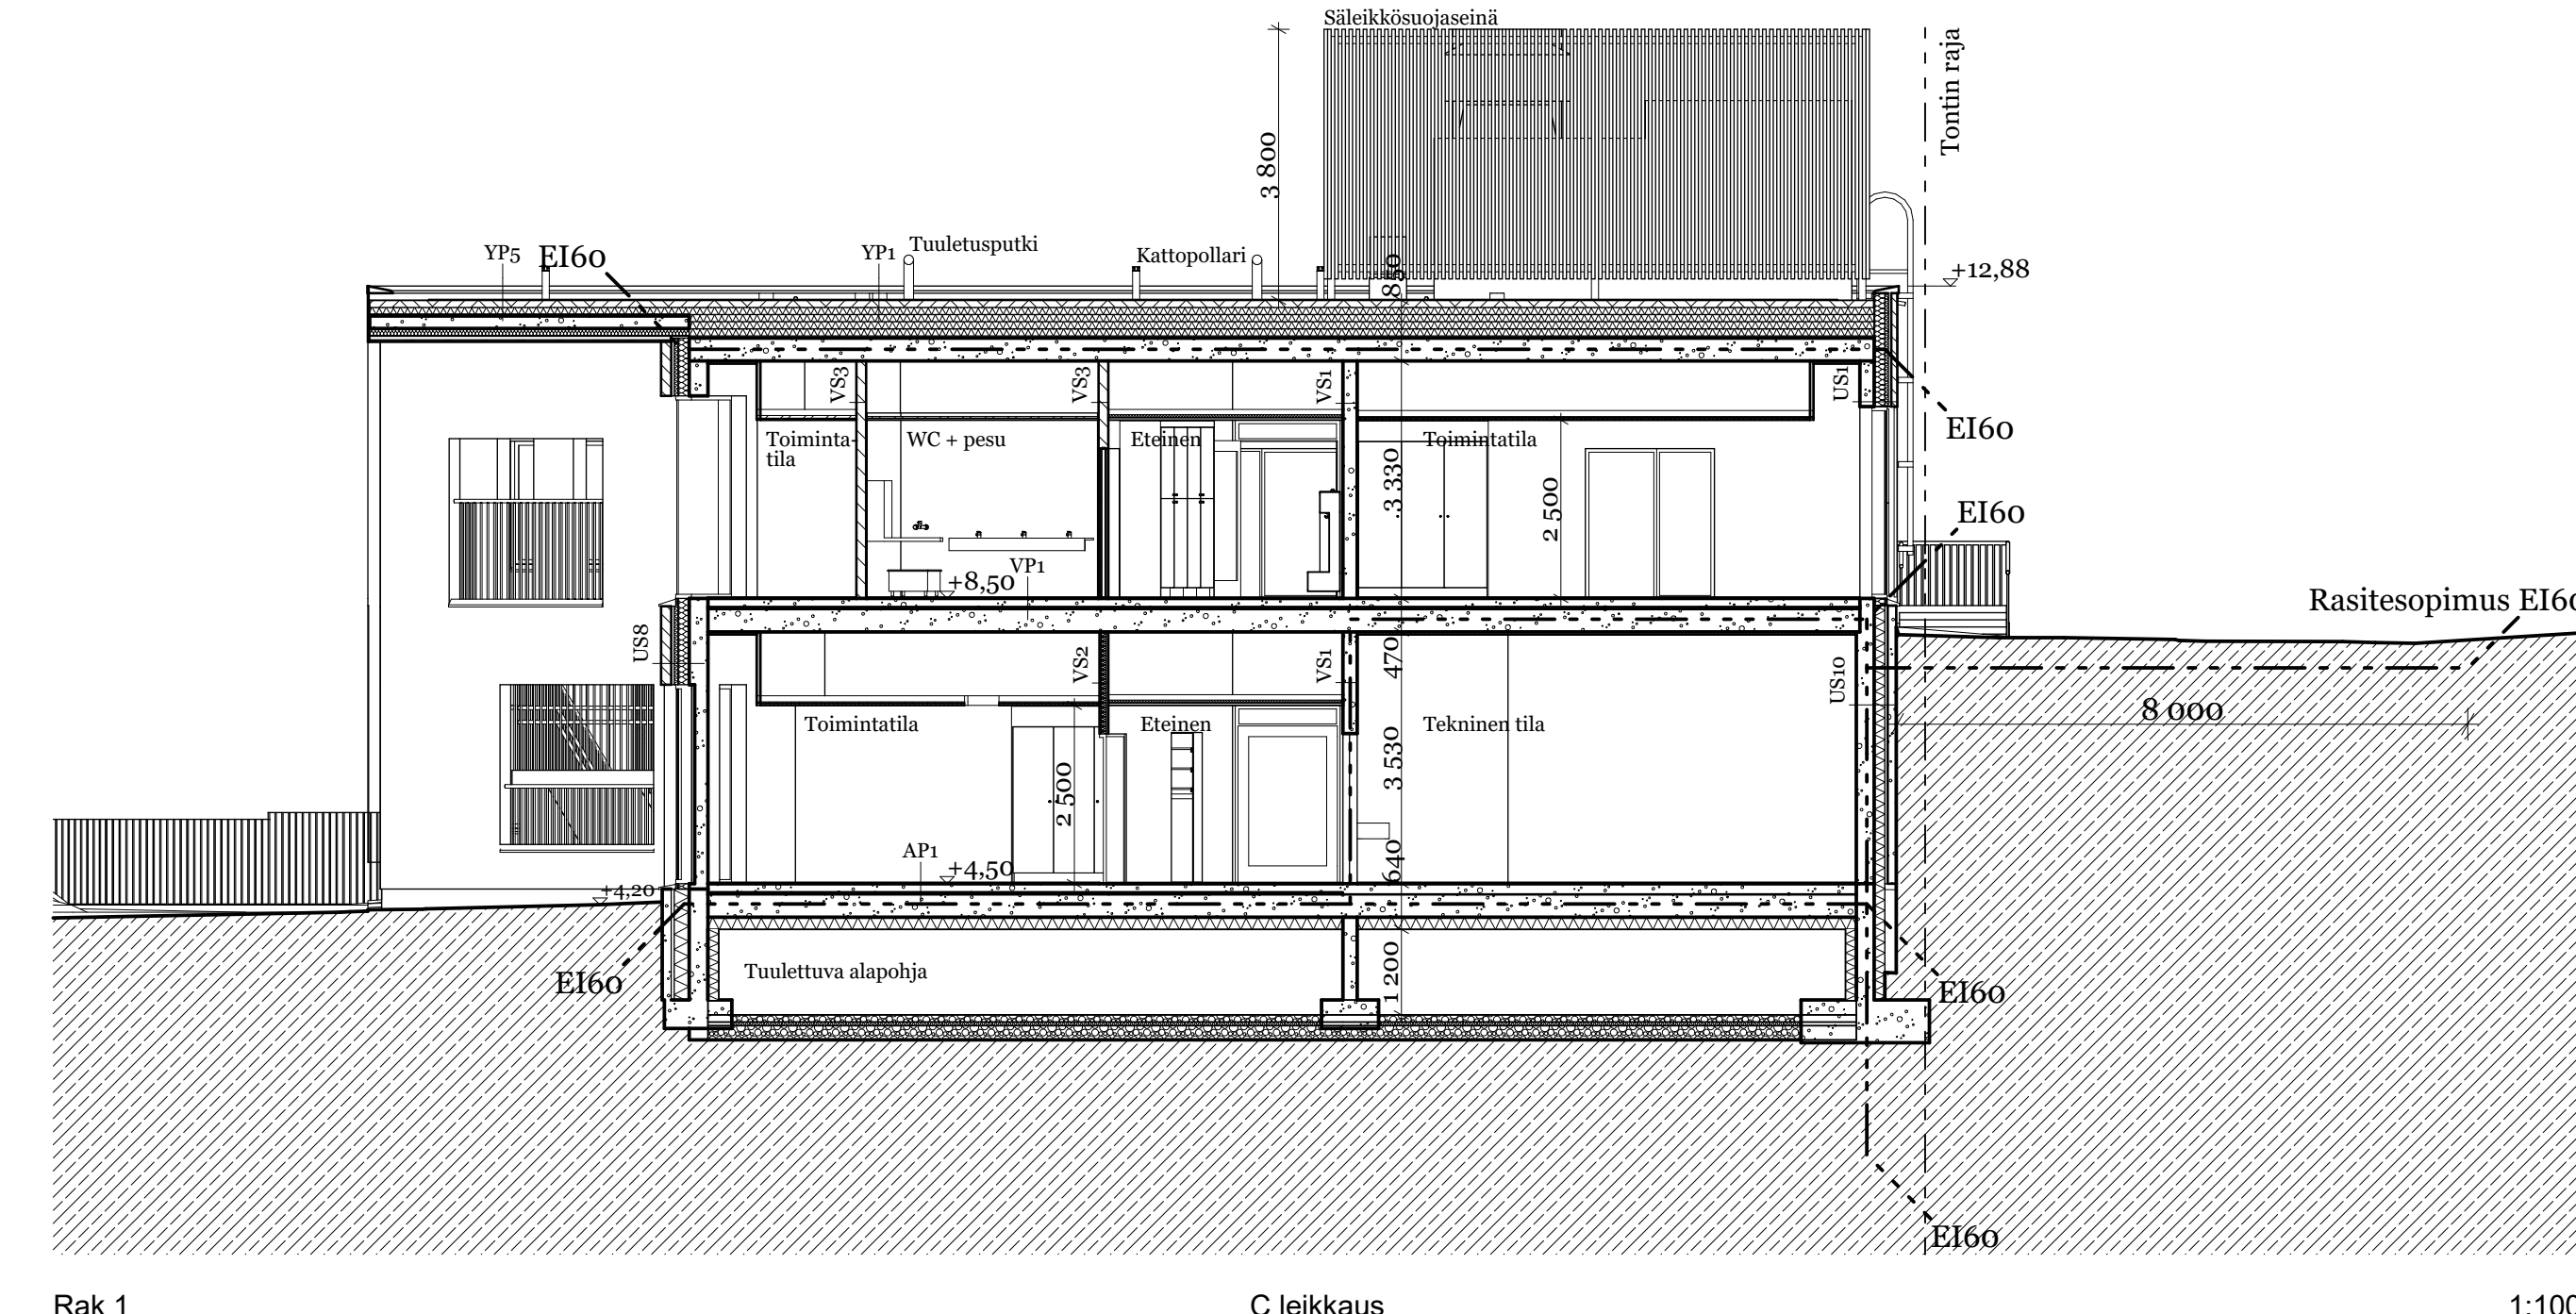 Säleikkösuojaseinä
Tontin raja
3 800
YP5
EI60
YP1
Tuuletusputki
Kattopollari
850
+12,88
VS3
VS3
VS1
US1
EI60
Toiminta-
tila
WC + pesu
Eteinen
Toimintatila
3 330
2 500
EI60
+8,50
VP1
Rasitesopimus EI60
US8
VS2
VS1
470
US10
8 000
Toimintatila
Eteinen
Tekninen tila
3 530
2 500
AP1
+4,50
640
+4,20
EI60
Tuulettuva alapohja
1 200
EI60
EI60
Rak 1
C leikkaus
1:100